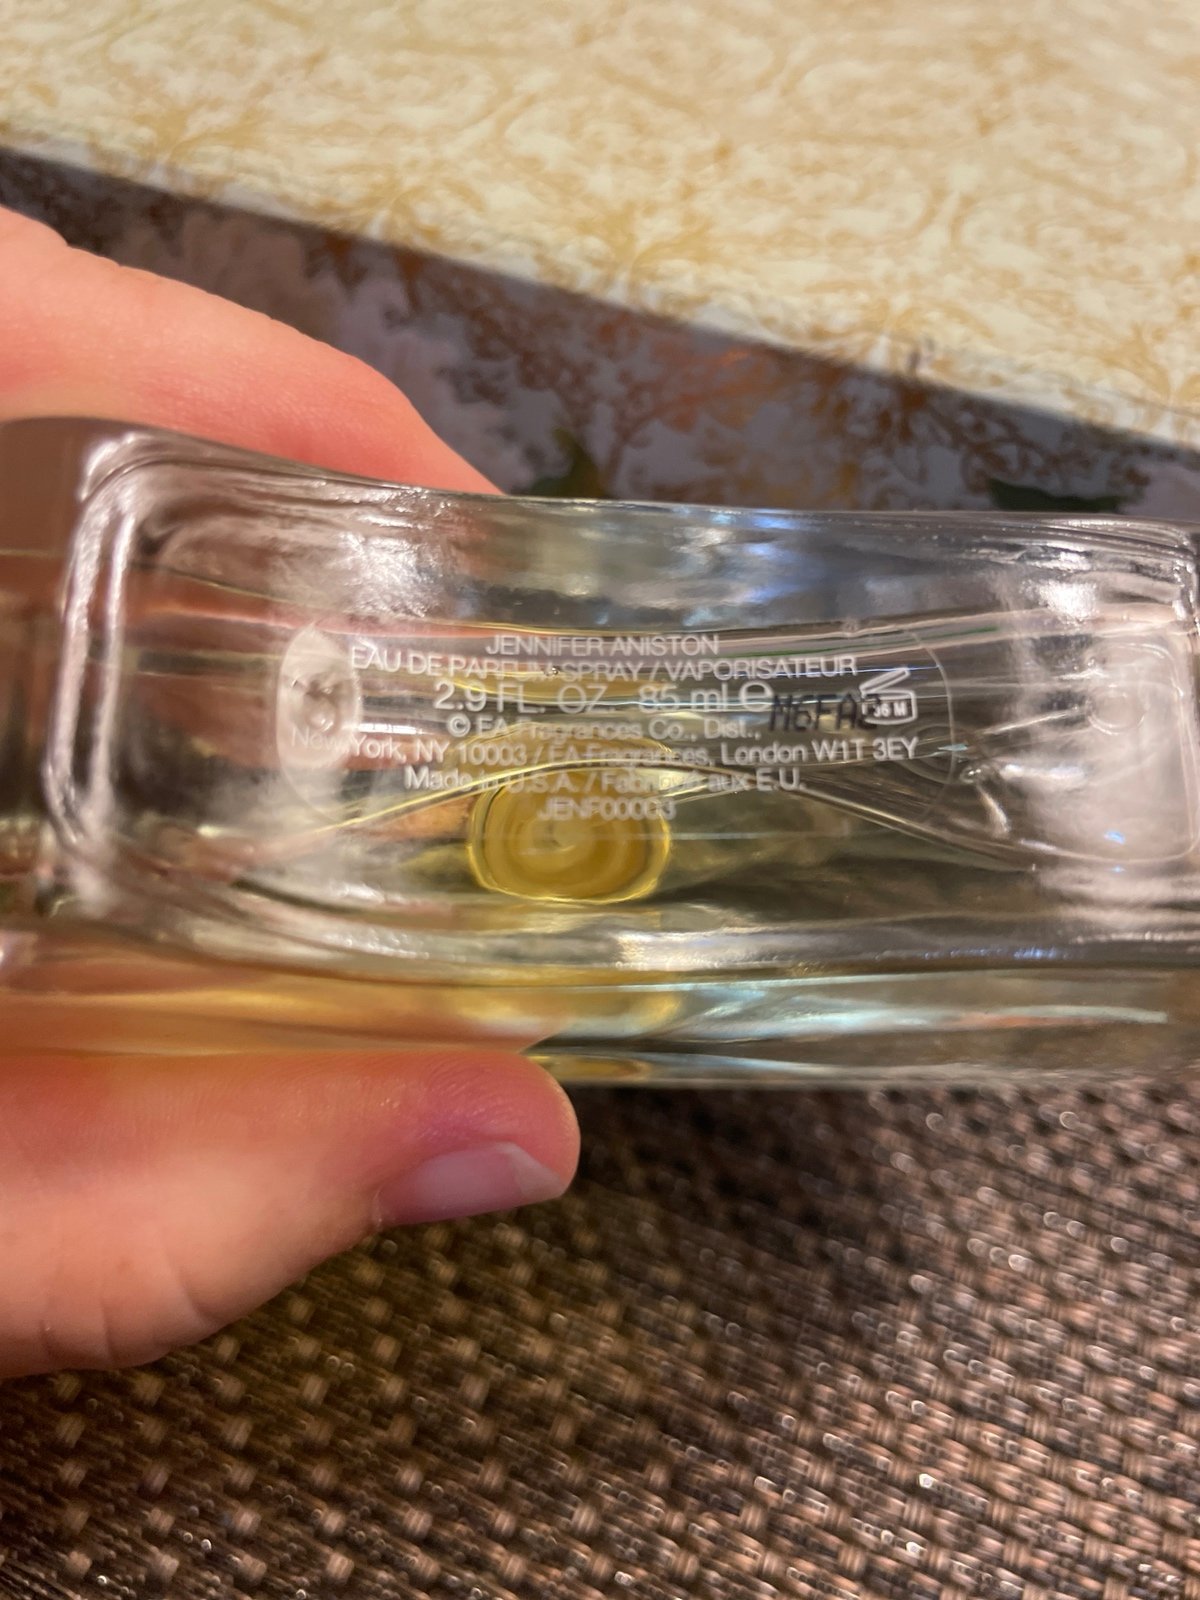 JENNIFER ANISTON
EAU DE PARFUM SPRAY / VAPORISATEUR
2.9 FL. OZ. 85 ml ℮
36 M
© EA Fragrances Co., Dist.,
New York, NY 10003 / EA Fragrances, London W1T 3EY
Made in U.S.A. / Fabriqué aux E.U.